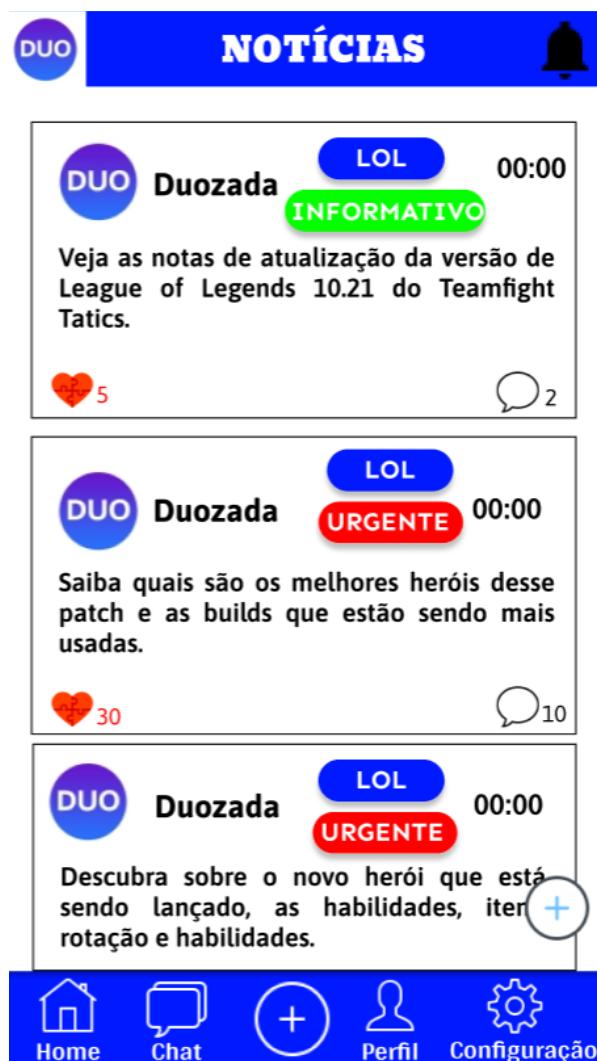 DUO
NOTÍCIAS
DUO
Duozada
LOL
INFORMATIVO
00:00
Veja as notas de atualização da versão de
League of Legends 10.21 do Teamfight
Tatics.
5
2
DUO
Duozada
LOL
URGENTE
00:00
Saiba quais são os melhores heróis desse
patch e as builds que estão sendo mais
usadas.
30
10
DUO
Duozada
LOL
URGENTE
00:00
Descubra sobre o novo herói que está
sendo lançado, as habilidades,
rotação e habilidades.
Home
Chat
Perfil
Configuração